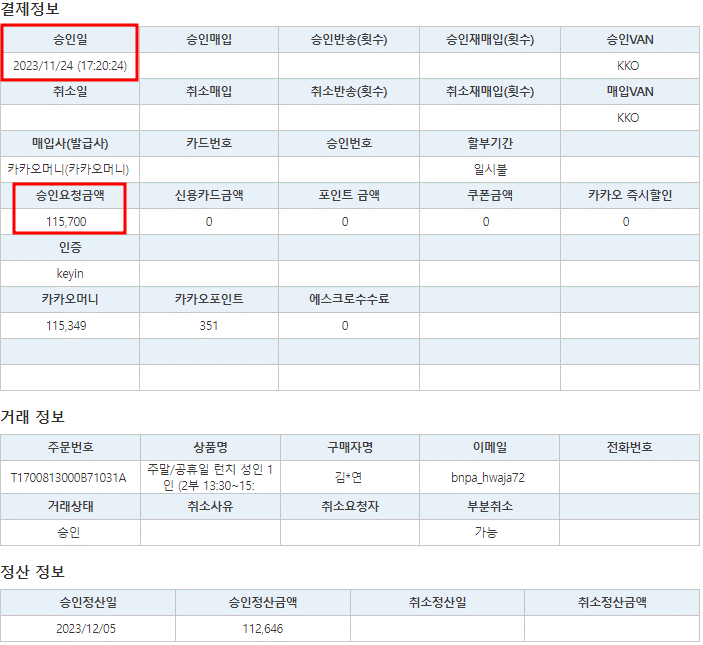 결제정보
승인일 승인매입 승인반송(횟수) 승인재매입(횟수) 승인VAN
2023/11/24 (17:20:24) KKO
취소일 취소매입 취소반송(횟수) 취소재매입(횟수) 매입VAN
KKO
매입사(발급사) 카드번호 승인번호 할부기간
카카오머니(카카오머니) 일시불
승인요청금액 신용카드금액 포인트 금액 쿠폰금액 카카오 즉시할인
115,700 0 0 0 0
인증
keyin
카카오머니 카카오포인트 에스크로수수료
115,349 351 0
거래 정보
주문번호 상품명 구매자명 이메일 전화번호
T1700813000B71031A 주말/공휴일 런치 성인 1
인 (2부 13:30~15: 김*연 bnpa_hwaja72
거래상태 취소사유 취소요청자 부분취소
승인 가능
정산 정보
승인정산일 승인정산금액 취소정산일 취소정산금액
2023/12/05 112,646